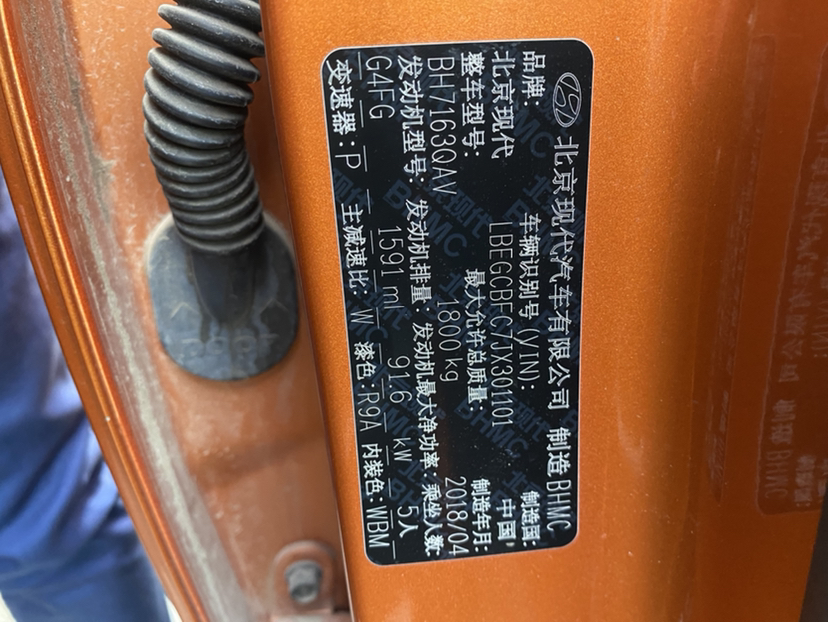 北京现代汽车有限公司 制造 BHMC
品牌: 车辆识别号(VIN): 制造国:
北京现代 LBEGCBFC7JX301101 中国
整车型号: 最大允许总质量: 制造年月:
BH7163QAV 1800 kg 2018/04
发动机型号: 发动机排量: 发动机最大净功率: 乘坐人数
G4FG 1591 ml 91.6 kW 5人
变速器: P 主减速比: W 漆色: R9A 内装色: WBM